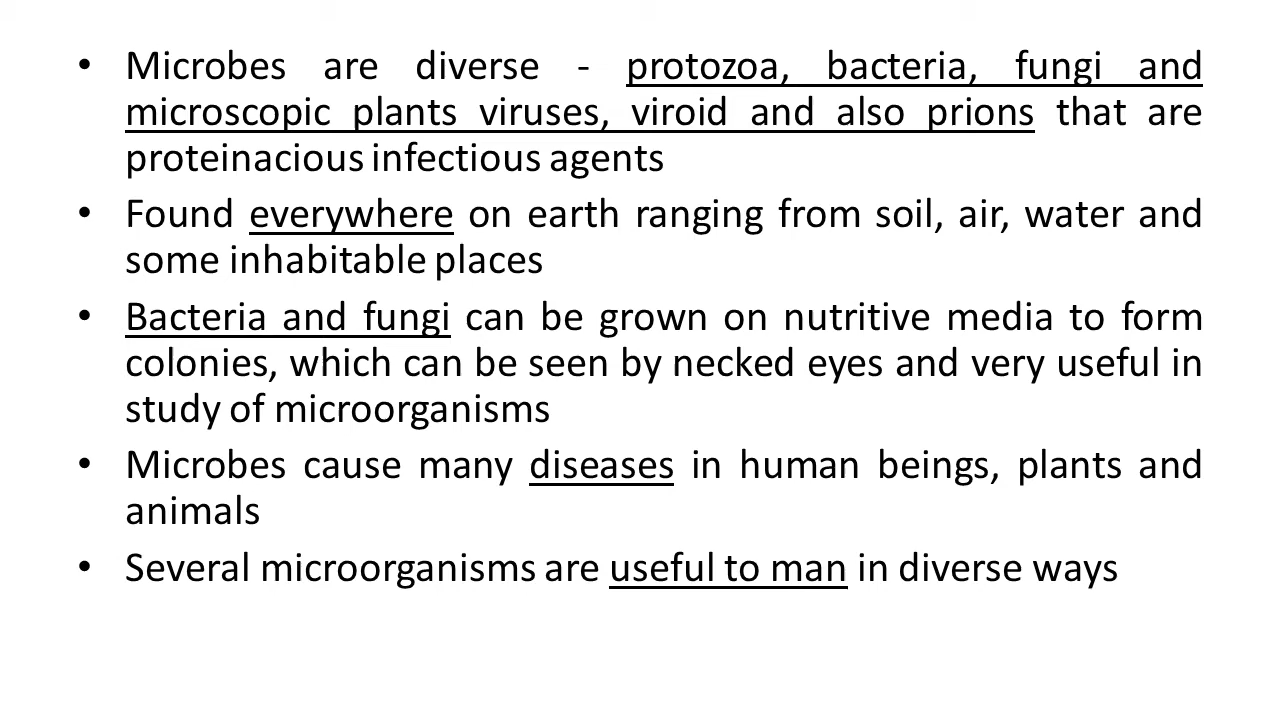 • Microbes are diverse - protozoa, bacteria, fungi and
microscopic plants viruses, viroid and also prions that are
proteinacious infectious agents
• Found everywhere on earth ranging from soil, air, water and
some inhabitable places
• Bacteria and fungi can be grown on nutritive media to form
colonies, which can be seen by necked eyes and very useful in
study of microorganisms
• Microbes cause many diseases in human beings, plants and
animals
• Several microorganisms are useful to man in diverse ways